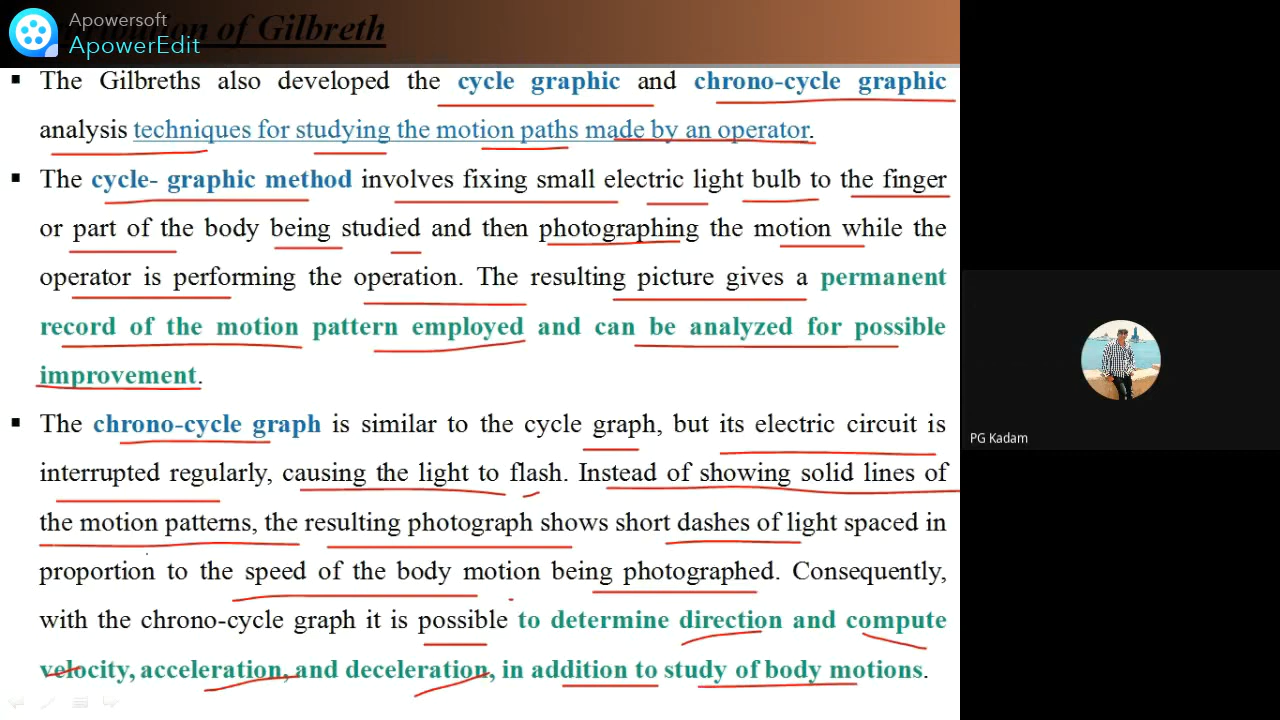 Apowersoft
ApowerEdit
of Gilbreth
▪ The Gilbreths also developed the cycle graphic and chrono-cycle graphic
analysis techniques for studying the motion paths made by an operator.
▪ The cycle- graphic method involves fixing small electric light bulb to the finger
or part of the body being studied and then photographing the motion while the
operator is performing the operation. The resulting picture gives a permanent
record of the motion pattern employed and can be analyzed for possible
improvement.
▪ The chrono-cycle graph is similar to the cycle graph, but its electric circuit is
interrupted regularly, causing the light to flash. Instead of showing solid lines of
the motion patterns, the resulting photograph shows short dashes of light spaced in
proportion to the speed of the body motion being photographed. Consequently,
with the chrono-cycle graph it is possible to determine direction and compute
velocity, acceleration, and deceleration, in addition to study of body motions.
PG Kadam